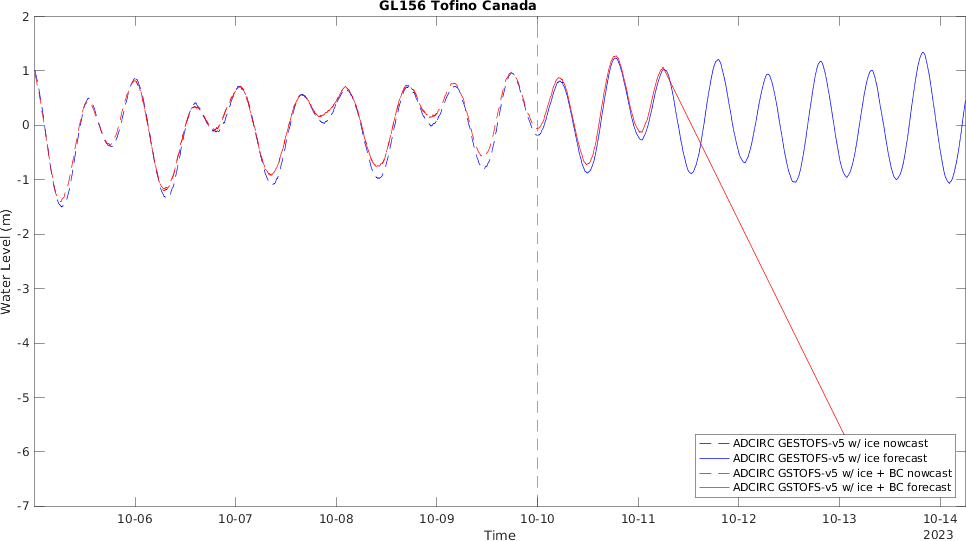 GL156 Tofino Canada
2
1
0
-1
-2
-3
-4
-5
-6
-7
Water Level (m)
ADCIRC GESTOFS-v5 w/ ice nowcast
ADCIRC GESTOFS-v5 w/ ice forecast
ADCIRC GSTOFS-v5 w/ ice + BC nowcast
ADCIRC GSTOFS-v5 w/ ice + BC forecast
10-06 10-07 10-08 10-09 10-10 10-11 10-12 10-13 10-14
Time
2023